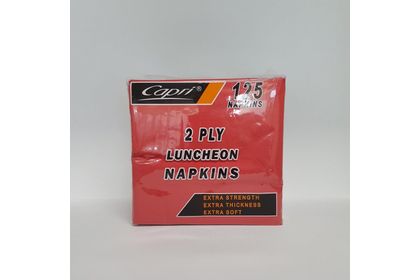 Capri®
125
NAPKINS
2 PLY
LUNCHEON
NAPKINS
EXTRA STRENGTH
EXTRA THICKNESS
EXTRA SOFT